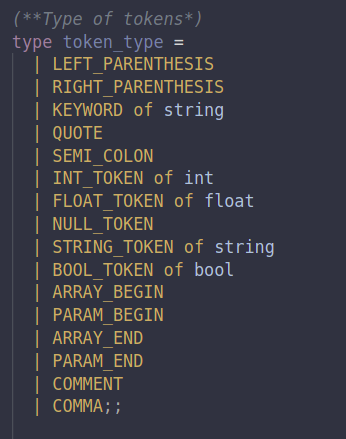 (**Type of tokens*)
type token_type =
| LEFT_PARENTHESIS
| RIGHT_PARENTHESIS
| KEYWORD of string
| QUOTE
| SEMI_COLON
| INT_TOKEN of int
| FLOAT_TOKEN of float
| NULL_TOKEN
| STRING_TOKEN of string
| BOOL_TOKEN of bool
| ARRAY_BEGIN
| PARAM_BEGIN
| ARRAY_END
| PARAM_END
| COMMENT
| COMMA;;